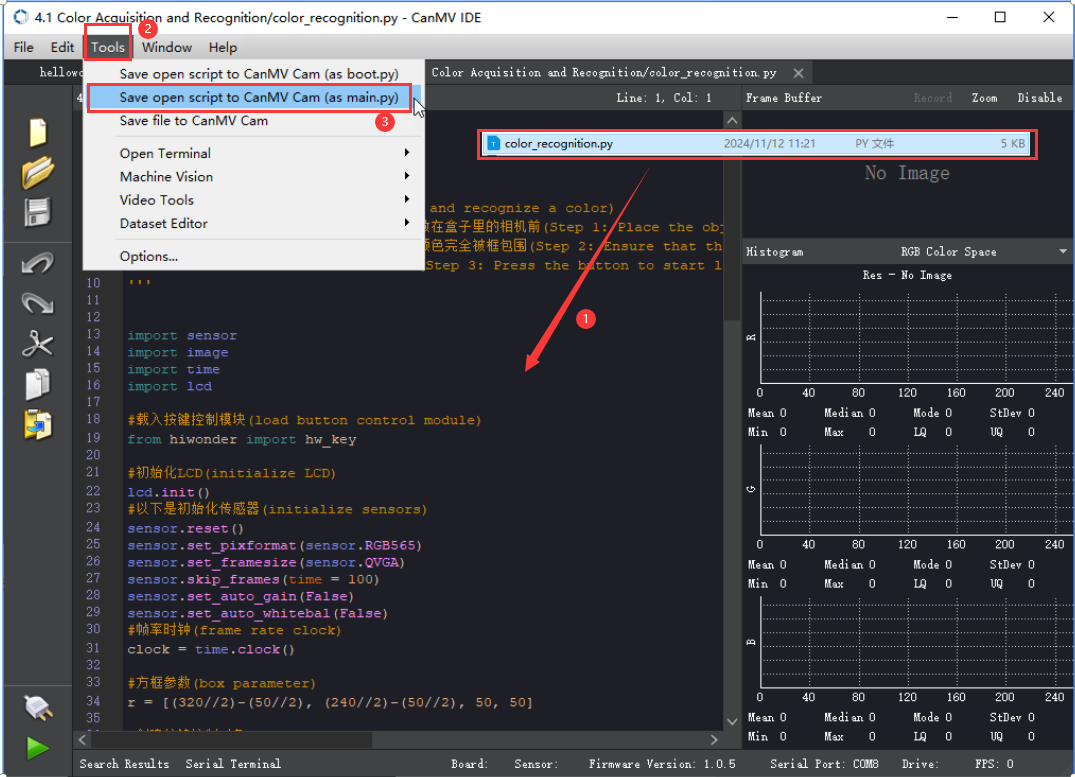 4.1 Color Acquisition and Recognition/color_recognition.py - CanMV IDE
File Edit Tools Window Help
2
Save open script to CanMV Cam (as boot.py)
Save open script to CanMV Cam (as main.py)
3
Save file to CanMV Cam
Open Terminal
Machine Vision
Video Tools
Dataset Editor
Options...
Color Acquisition and Recognition/color_recognition.py
Line: 1, Col: 1
Frame Buffer Record Zoom Disable
color_recognition.py 2024/11/12 11:21 PY 文件 5 KB
No Image
1
and recognize a color)
在盒子里的相机前(Step 1: Place the obj
颜色完全被框包围(Step 2: Ensure that th
Step 3: Press the button to start l
10 '''
11
12
13 import sensor
14 import image
15 import time
16 import lcd
17
18 #载入按键控制模块(load button control module)
19 from hiwonder import hw_key
20
21 #初始化LCD(initialize LCD)
22 lcd.init()
23 #以下是初始化传感器(initialize sensors)
24 sensor.reset()
25 sensor.set_pixformat(sensor.RGB565)
26 sensor.set_framesize(sensor.QVGA)
27 sensor.skip_frames(time = 100)
28 sensor.set_auto_gain(False)
29 sensor.set_auto_whitebal(False)
30 #帧率时钟(frame rate clock)
31 clock = time.clock()
32
33 #方框参数(box parameter)
34 r = [(320//2)-(50//2), (240//2)-(50//2), 50, 50]
35
Histogram RGB Color Space
Res - No Image
R
0 40 80 120 160 200 240
Mean 0 Median 0 Mode 0 StDev 0
Min 0 Max 0 LQ 0 UQ 0
G
0 40 80 120 160 200 240
Mean 0 Median 0 Mode 0 StDev 0
Min 0 Max 0 LQ 0 UQ 0
B
0 40 80 120 160 200 240
Mean 0 Median 0 Mode 0 StDev 0
Min 0 Max 0 LQ 0 UQ 0
Search Results Serial Terminal Board: Sensor: Firmware Version: 1.0.5 Serial Port: COM8 Drive: FPS: 0